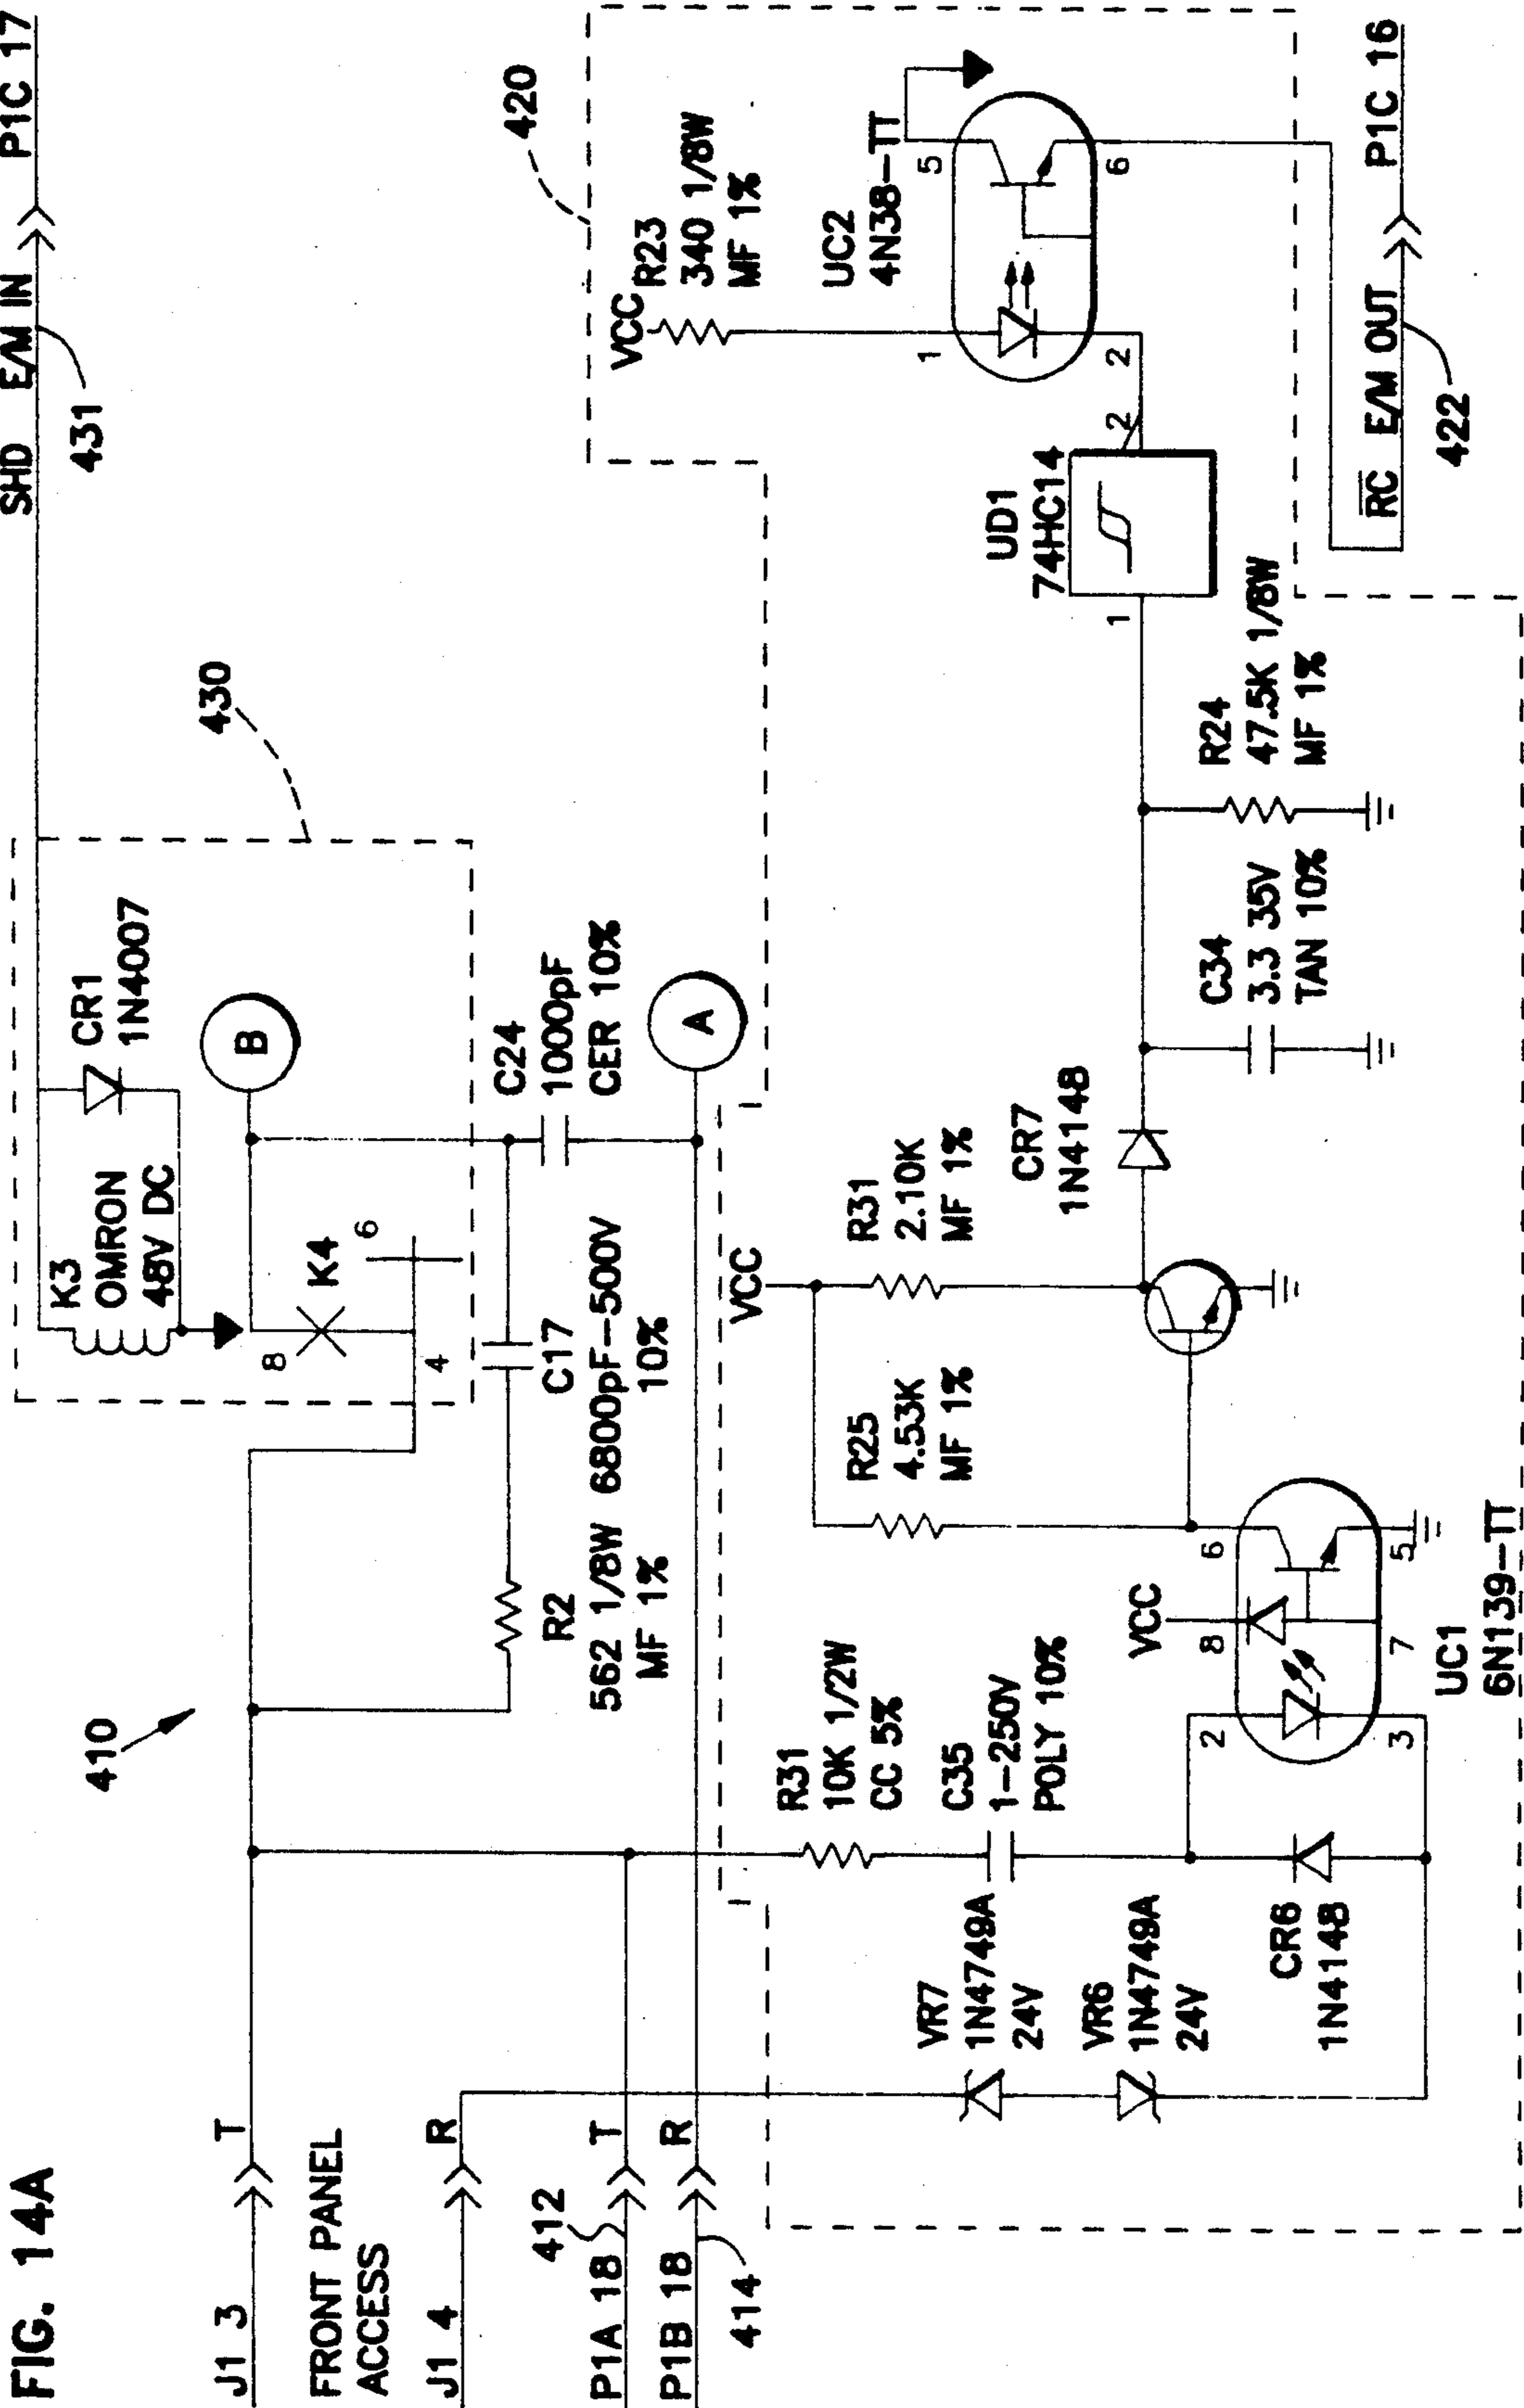 FIG. 14A
SHD E/M IN P1C 17
431
430
K3
OMRON
48V DC
CR1
1N4007
B
8
K4
6
4
410
J1 3
T
FRONT PANEL
ACCESS
J1 4
R
412
P1A 18
T
P1B 18
R
414
R2
562 1/8W
MF 1%
C17
6800pF-500V
10%
C24
1000pF
CER 10%
A
420
VCC
R23
340 1/8W
MF 1%
UC2
4N38-TT
1
5
2
6
UD1
74HC14
1
2
RC E/M OUT P1C 16
422
VCC
R25
4.53K
MF 1%
R31
2.10K
MF 1%
CR7
1N4148
C34
3.3 35V
TAN 10%
R24
47.5K 1/8W
MF 1%
R31
10K 1/2W
CC 5%
C35
1-250V
POLY 10%
VCC
8
6
2
3
7
5
UC1
6N139-TT
VR7
1N4749A
24V
VR6
1N4749A
24V
CR6
1N4148